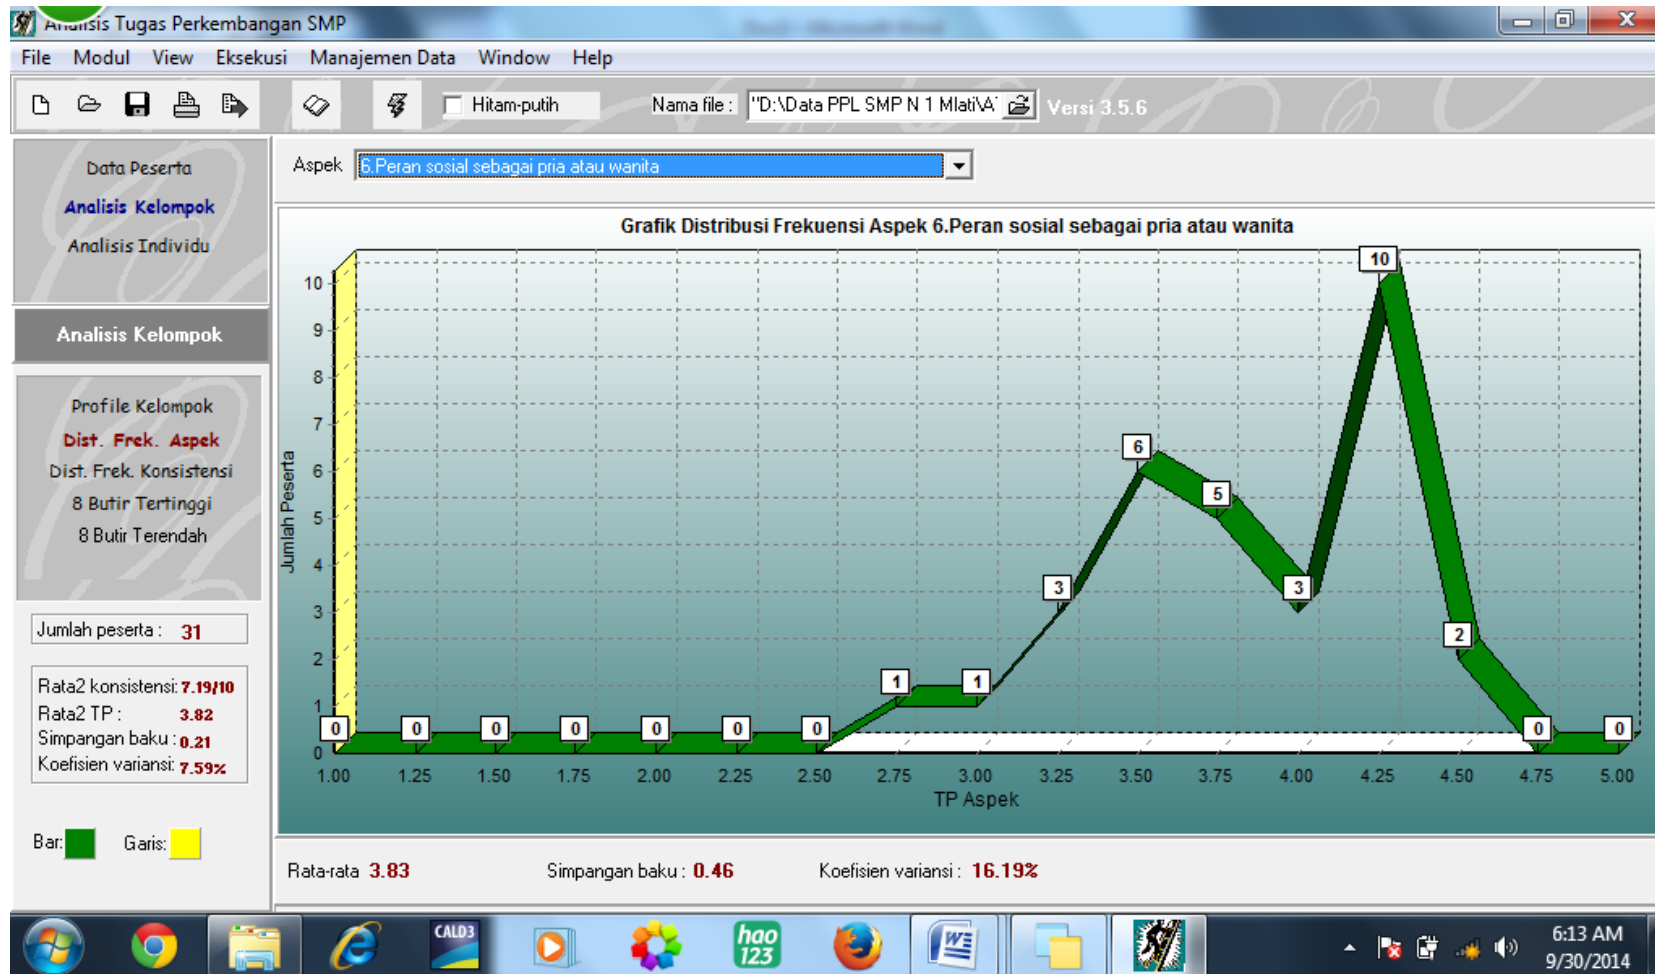 Analisis Tugas Perkembangan SMP
File Modul View Eksekusi Manajemen Data Window Help
Hitam-putih Nama file : "D:\Data PPL SMP N 1 Mlati\A Versi 3.5.6
Data Peserta
Analisis Kelompok
Analisis Individu
Aspek 6.Peran sosial sebagai pria atau wanita
Analisis Kelompok
Profile Kelompok
Dist. Frek. Aspek
Dist. Frek. Konsistensi
8 Butir Tertinggi
8 Butir Terendah
Jumlah peserta : 31
Rata2 konsistensi: 7.19/10
Rata2 TP : 3.82
Simpangan baku : 0.21
Koefisien variansi: 7.59%
Bar: Garis:
Grafik Distribusi Frekuensi Aspek 6.Peran sosial sebagai pria atau wanita
Jumlah Peserta
10
9
8
7
6
5
4
3
2
1
0
0 0 0 0 0 0 0 1 1 3 6 5 3 10 2 0 0
1.00 1.25 1.50 1.75 2.00 2.25 2.50 2.75 3.00 3.25 3.50 3.75 4.00 4.25 4.50 4.75 5.00
TP Aspek
Rata-rata 3.83 Simpangan baku : 0.46 Koefisien variansi : 16.19%
CALD3
hao
123
6:13 AM
9/30/2014